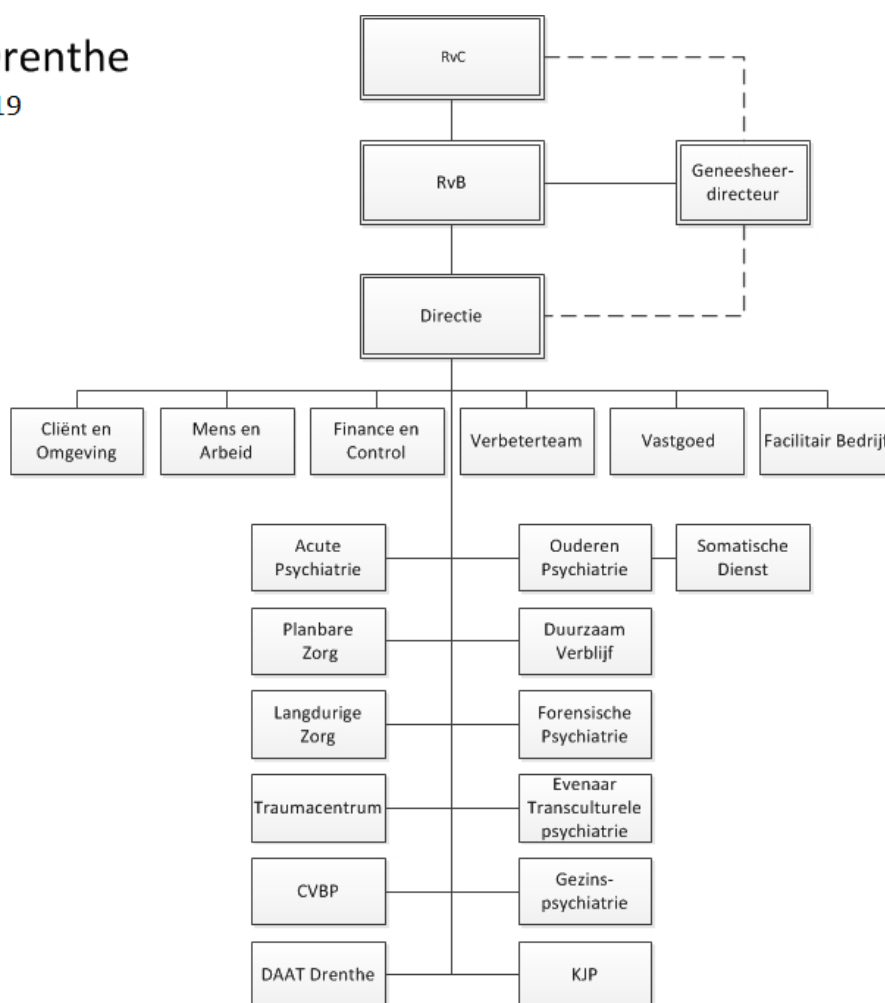 renthe
19
RvC
RvB
Geneesheer-
directeur
Directie
Cliënt en
Omgeving
Mens en
Arbeid
Finance en
Control
Verbeterteam
Vastgoed
Facilitair Bedrijf
Acute
Psychiatrie
Ouderen
Psychiatrie
Somatische
Dienst
Planbare
Zorg
Duurzaam
Verblijf
Langdurige
Zorg
Forensische
Psychiatrie
Traumacentrum
Evenaar
Transculturele
psychiatrie
CVBP
Gezins-
psychiatrie
DAAT Drenthe
KJP